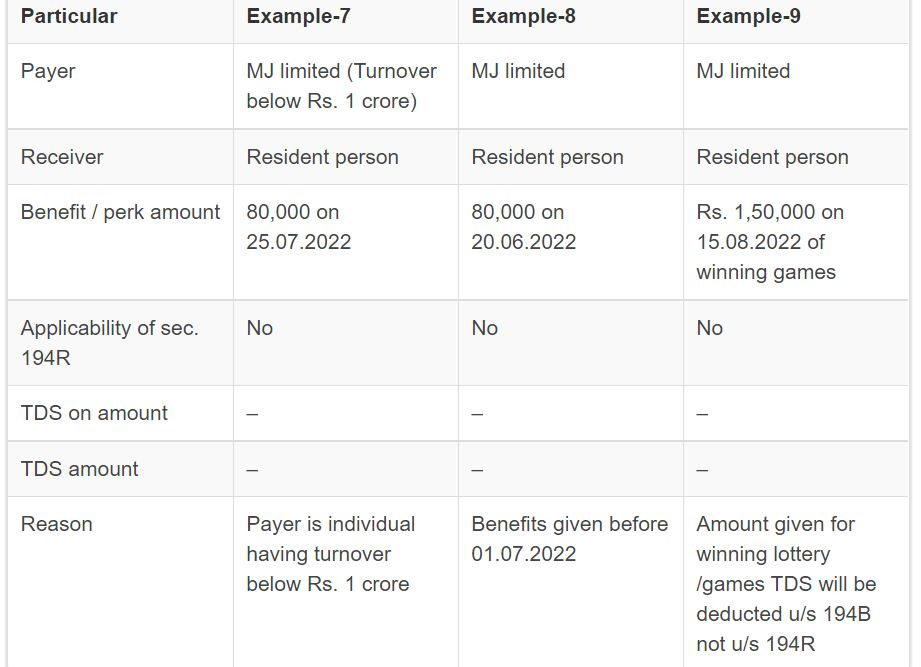 Particular
Example-7
Example-8
Example-9
Payer
MJ limited (Turnover
below Rs. 1 crore)
MJ limited
MJ limited
Receiver
Resident person
Resident person
Resident person
Benefit / perk amount
80,000 on
25.07.2022
80,000 on
20.06.2022
Rs. 1,50,000 on
15.08.2022 of
winning games
Applicability of sec.
194R
No
No
No
TDS on amount
–
–
–
TDS amount
–
–
–
Reason
Payer is individual
having turnover
below Rs. 1 crore
Benefits given before
01.07.2022
Amount given for
winning lottery
/games TDS will be
deducted u/s 194B
not u/s 194R